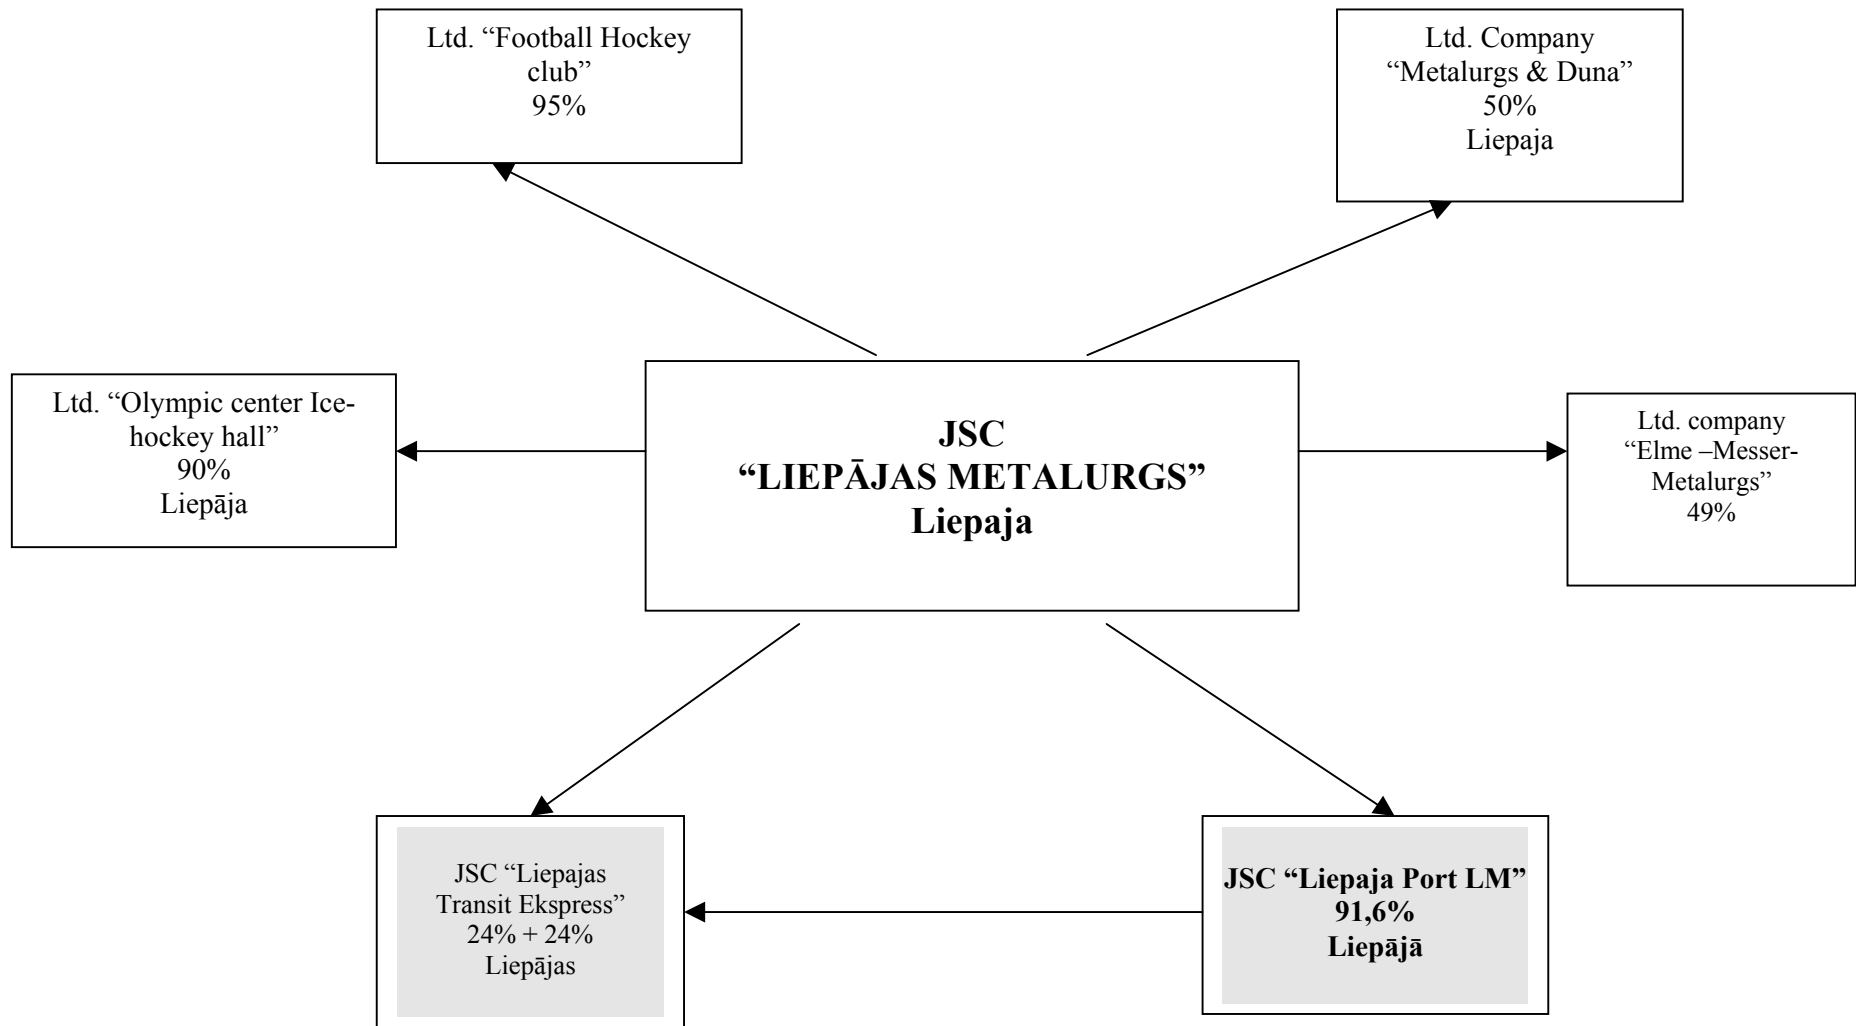 Ltd. “Football Hockey
club”
95%
Ltd. Company
“Metalurgs & Duna”
50%
Liepaja
Ltd. “Olympic center Ice-
hockey hall”
90%
Liepāja
JSC
“LIEPĀJAS METALURGS”
Liepaja
Ltd. company
“Elme –Messer-
Metalurgs”
49%
JSC “Liepajas
Transit Ekspress”
24% + 24%
Liepājas
JSC “Liepaja Port LM”
91,6%
Liepājā